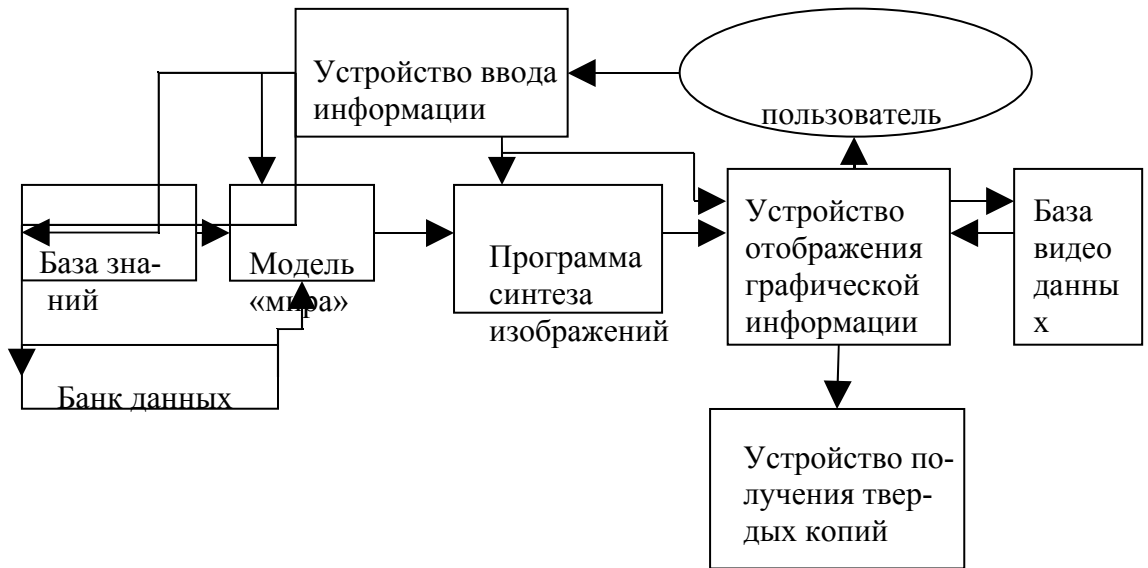 Устройство ввода
информации
пользователь
База зна-
ний
Модель
«мира»
Программа
синтеза
изображений
Устройство
отображения
графической
информации
База
видео
данны
х
Банк данных
Устройство по-
лучения твер-
дых копий